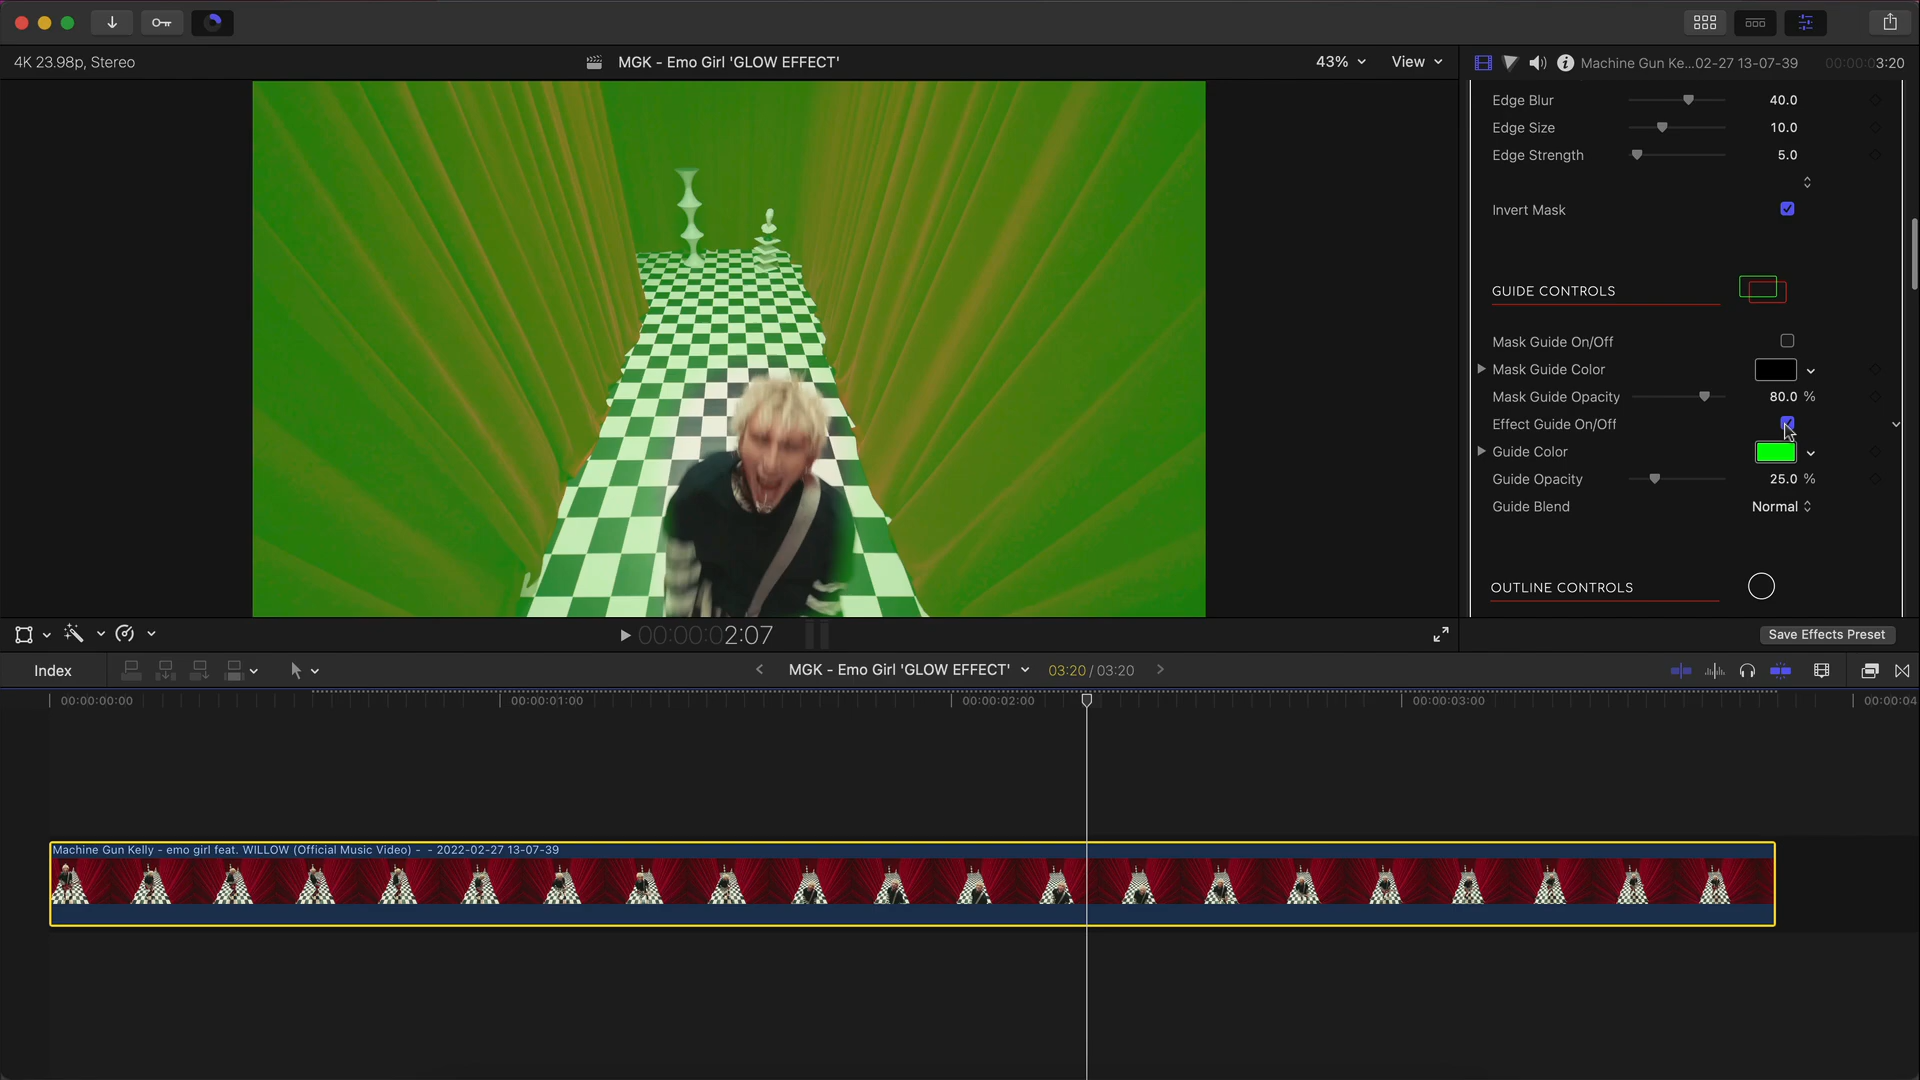 4K 23.98p, Stereo
MGK - Emo Girl 'GLOW EFFECT'
43%
View
Machine Gun Ke...02-27 13-07-39
00:00:03:20
Edge Blur
40.0
Edge Size
10.0
Edge Strength
5.0
Invert Mask
GUIDE CONTROLS
Mask Guide On/Off
Mask Guide Color
Mask Guide Opacity
80.0 %
Effect Guide On/Off
Guide Color
Guide Opacity
25.0 %
Guide Blend
Normal
OUTLINE CONTROLS
00:00:02:07
Save Effects Preset
Index
MGK - Emo Girl 'GLOW EFFECT'
03:20 / 03:20
00:00:00:00
00:00:01:00
00:00:02:00
00:00:03:00
00:00:04
Machine Gun Kelly - emo girl feat. WILLOW (Official Music Video) - - 2022-02-27 13-07-39